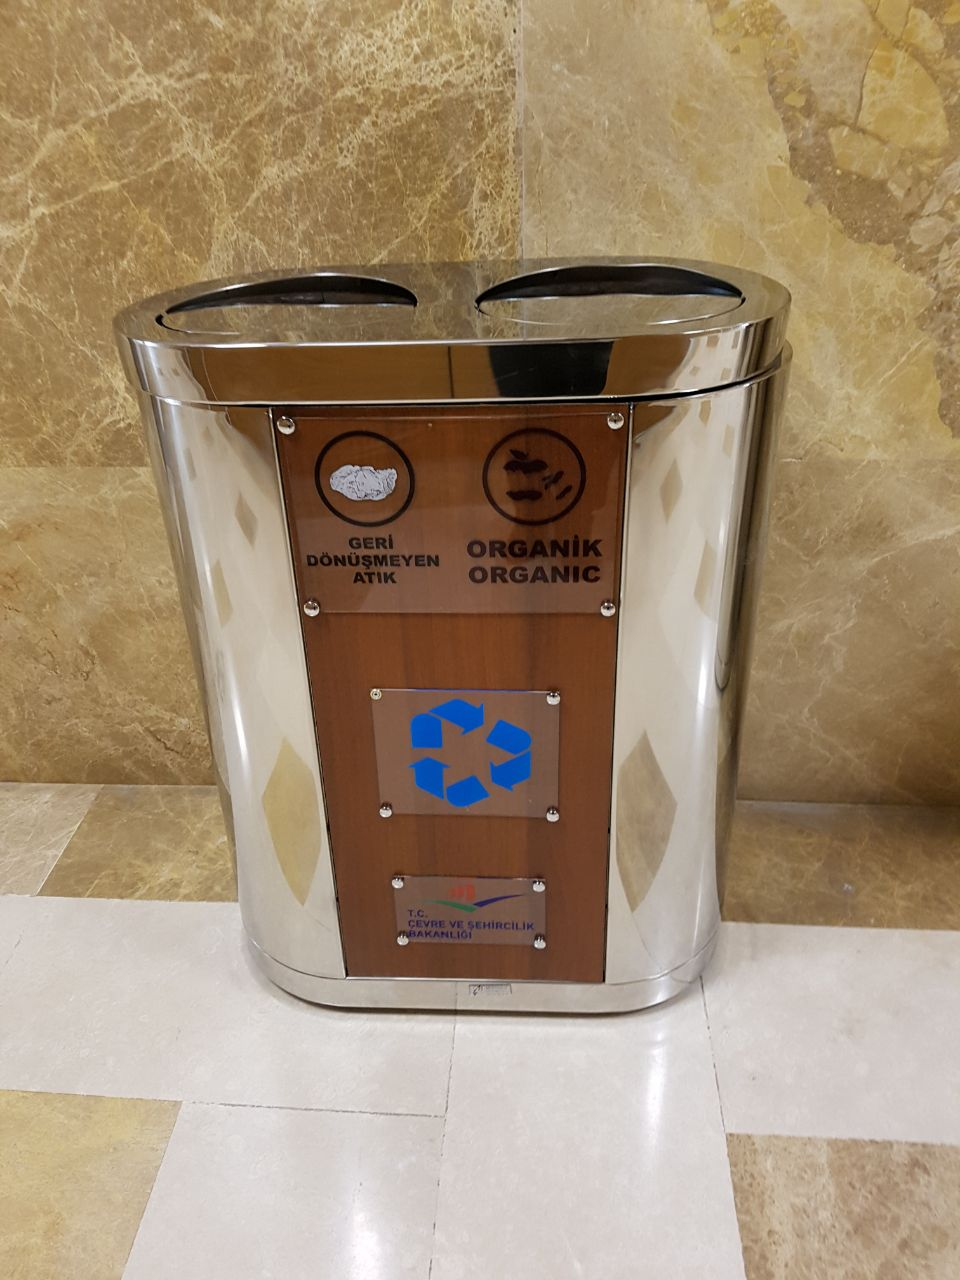 GERİ
DÖNÜŞMEYEN
ATIK
ORGANİK
ORGANIC
T.C.
ÇEVRE VE ŞEHİRCİLİK
BAKANLIĞI